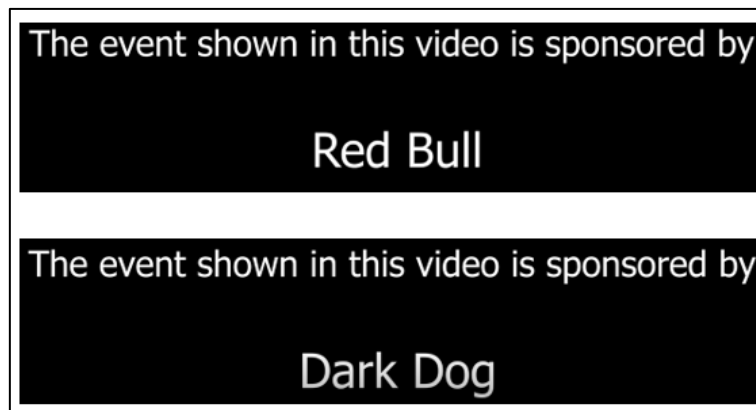 The event shown in this video is sponsored by
Red Bull
The event shown in this video is sponsored by
Dark Dog